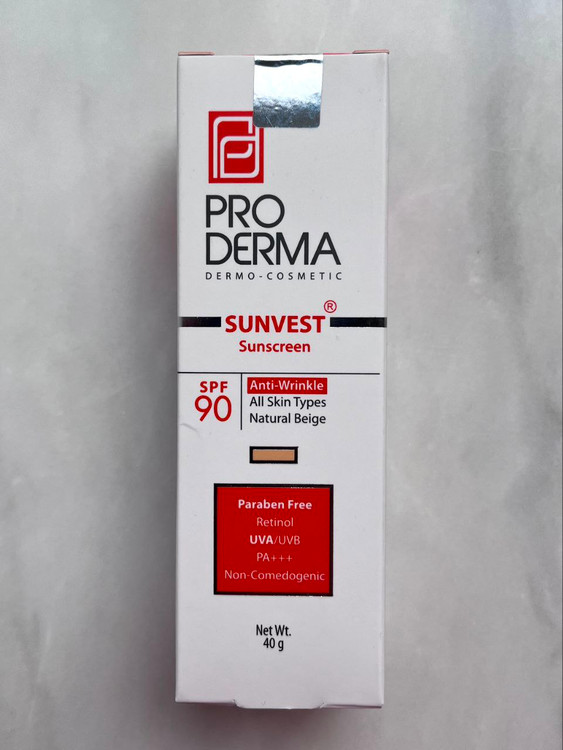 PRO
DERMA
DERMO-COSMETIC
SUNVEST®
Sunscreen
SPF
90
Anti-Wrinkle
All Skin Types
Natural Beige
Paraben Free
Retinol
UVA/UVB
PA+++
Non-Comedogenic
Net Wt.
40 g